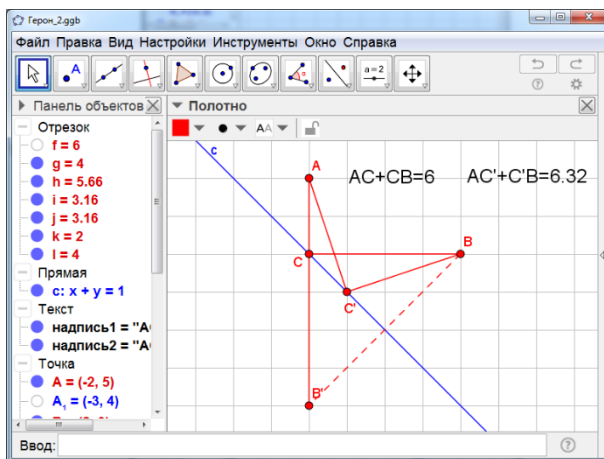 Герон_2.ggb
Файл Правка Вид Настройки Инструменты Окно Справка
A
α
a=2
Панель объектов
Полотно
AA
Отрезок
f = 6
g = 4
h = 5.66
i = 3.16
j = 3.16
k = 2
l = 4
Прямая
c: x + y = 1
Текст
надпись1 = "A
надпись2 = "A
Точка
A = (-2, 5)
A₁ = (-3, 4)
c
A
AC+CB=6
AC'+C'B=6.32
B
C
C'
B'
Ввод: